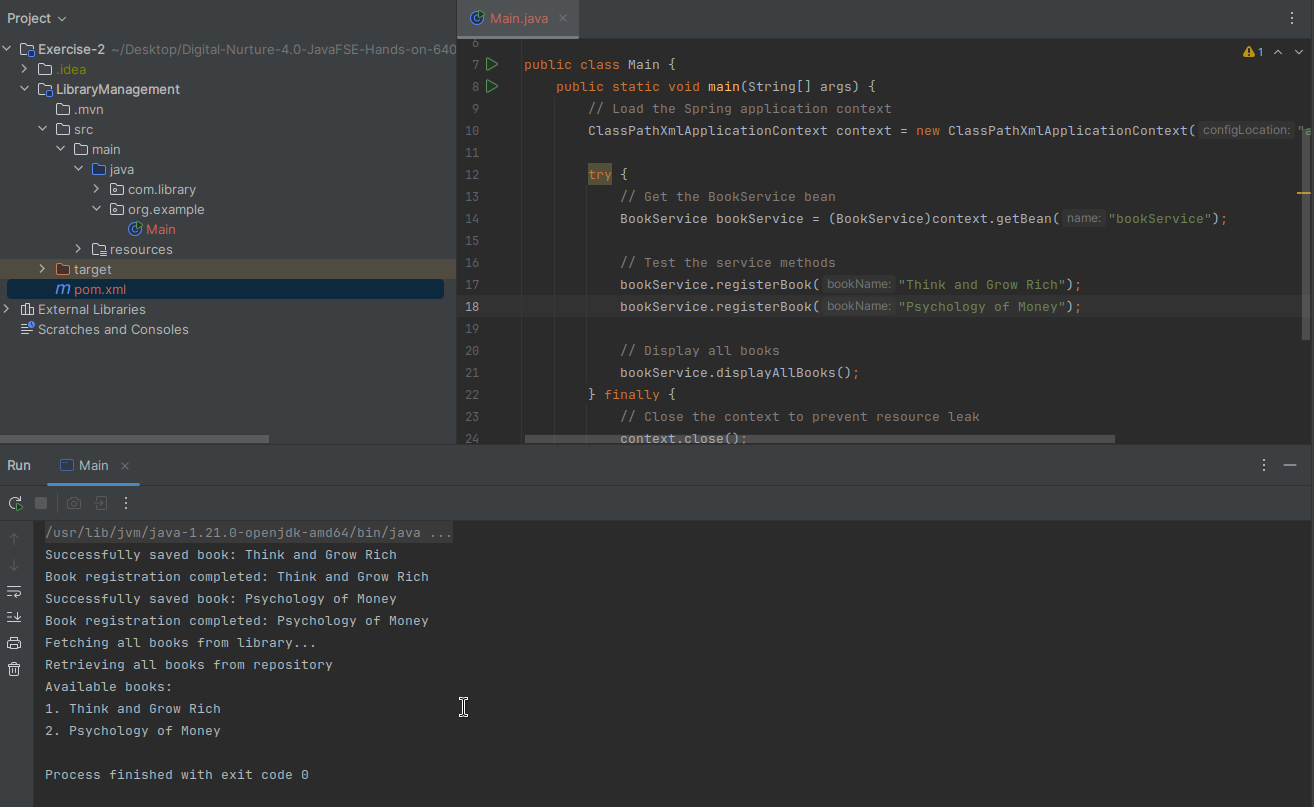 Project
Exercise-2 ~/Desktop/Digital-Nurture-4.0-JavaFSE-Hands-on-640
.idea
LibraryManagement
.mvn
src
main
java
com.library
org.example
Main
resources
target
pom.xml
External Libraries
Scratches and Consoles
Main.java
6
1
7 public class Main {
8 public static void main(String[] args) {
9 // Load the Spring application context
10 ClassPathXmlApplicationContext context = new ClassPathXmlApplicationContext( configLocation: "a
11
12 try {
13 // Get the BookService bean
14 BookService bookService = (BookService)context.getBean( name: "bookService");
15
16 // Test the service methods
17 bookService.registerBook( bookName: "Think and Grow Rich");
18 bookService.registerBook( bookName: "Psychology of Money");
19
20 // Display all books
21 bookService.displayAllBooks();
22 } finally {
23 // Close the context to prevent resource leak
24 context.close();
Run Main
/usr/lib/jvm/java-1.21.0-openjdk-amd64/bin/java ...
Successfully saved book: Think and Grow Rich
Book registration completed: Think and Grow Rich
Successfully saved book: Psychology of Money
Book registration completed: Psychology of Money
Fetching all books from library...
Retrieving all books from repository
Available books:
1. Think and Grow Rich
2. Psychology of Money
Process finished with exit code 0